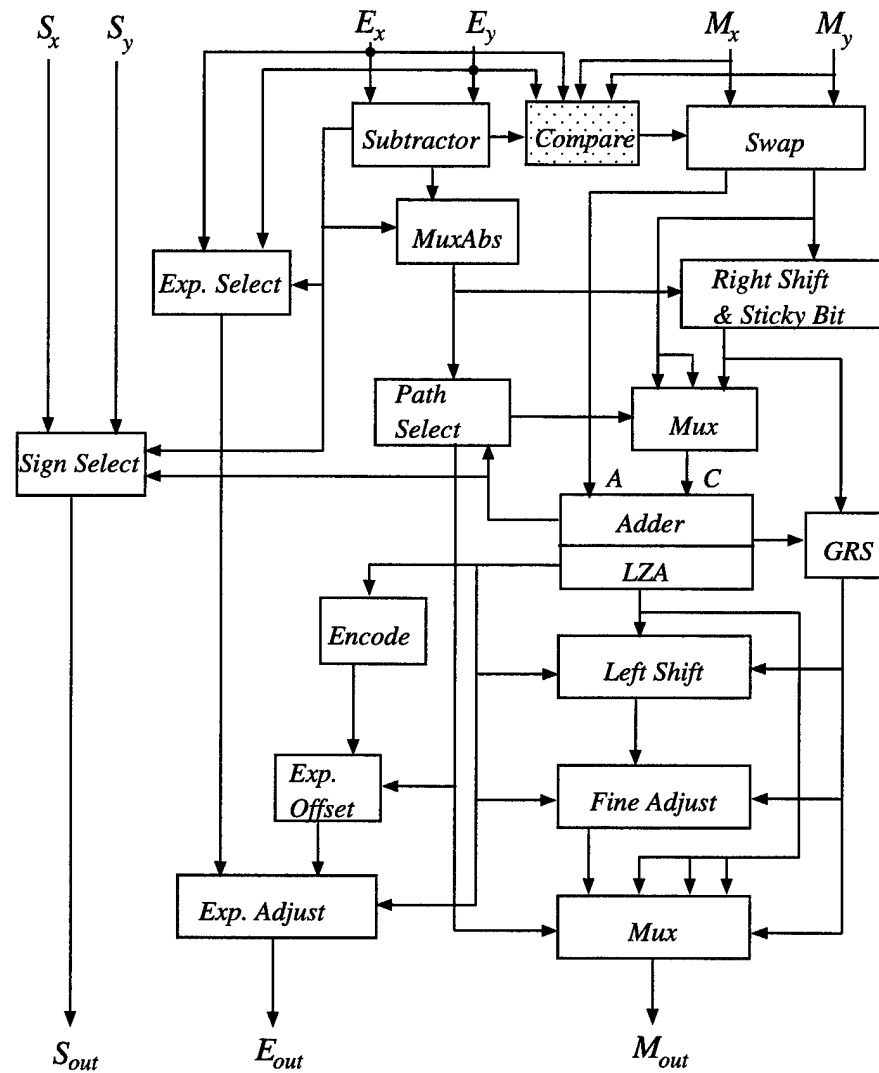 S_x S_y E_x E_y M_x M_y
Subtractor
Compare
Swap
MuxAbs
Exp. Select
Right Shift
& Sticky Bit
Path
Select
Mux
Sign Select
A C
Adder
GRS
LZA
Encode
Left Shift
Exp.
Offset
Fine Adjust
Exp. Adjust
Mux
S_out E_out M_out